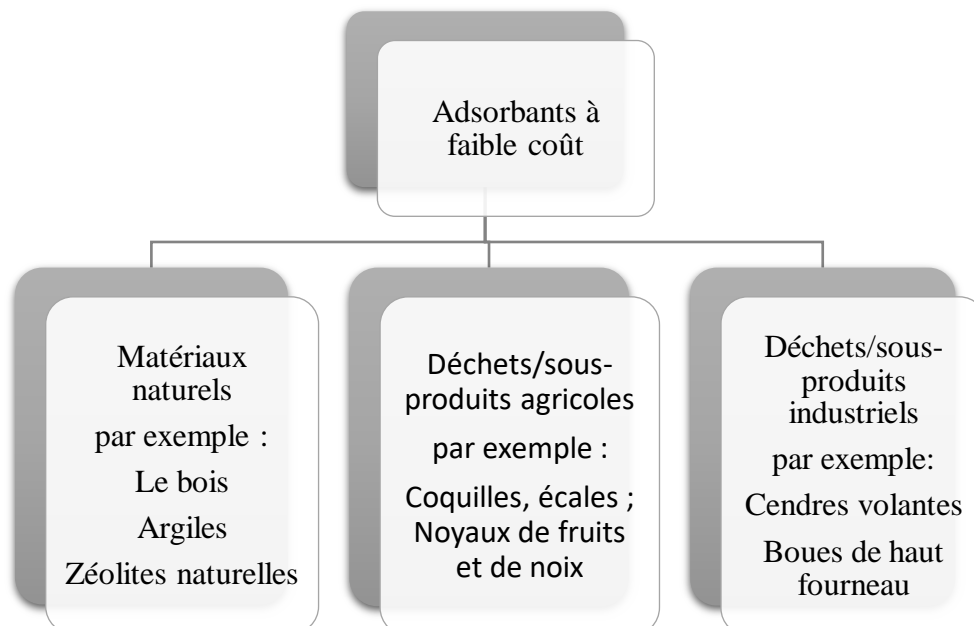 Adsorbants à
faible coût
Matériaux
naturels
par exemple :
Le bois
Argiles
Zéolites naturelles
Déchets/sous-
produits agricoles
par exemple :
Coquilles, écales ;
Noyaux de fruits
et de noix
Déchets/sous-
produits
industriels
par exemple:
Cendres volantes
Boues de haut
fourneau